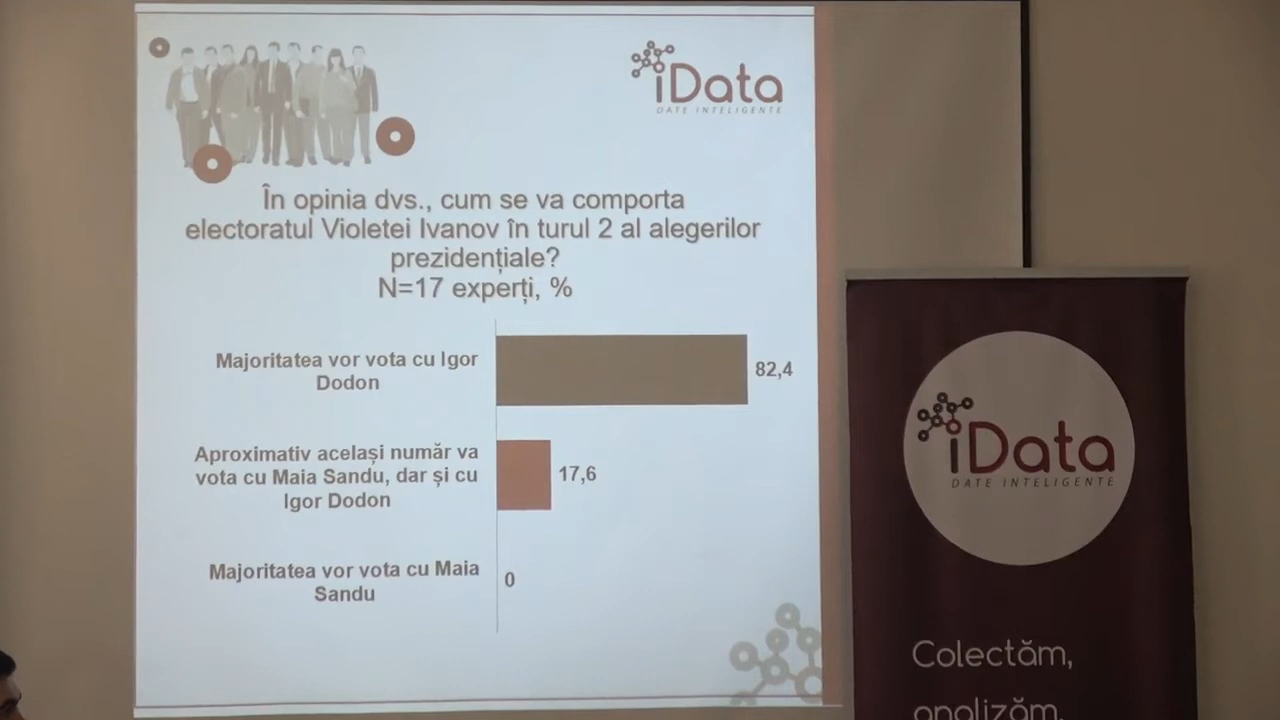 iData
DATE INTELIGENTE
În opinia dvs., cum se va comporta
electoratul Violetei Ivanov în turul 2 al alegerilor
prezidențiale?
N=17 experți, %
Majoritatea vor vota cu Igor
Dodon
82,4
Aproximativ același număr va
vota cu Maia Sandu, dar și cu
Igor Dodon
17,6
Majoritatea vor vota cu Maia
Sandu
0
iData
DATE INTELIGENTE
Colectăm,
analizăm,